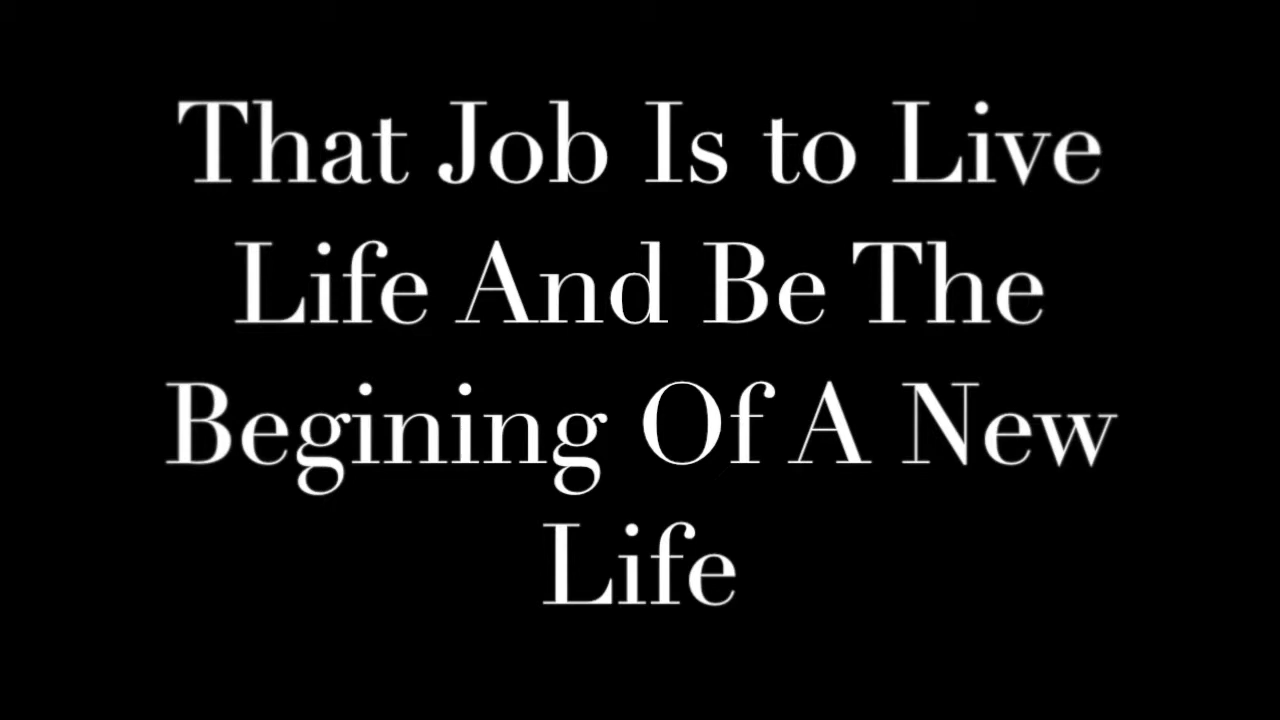 That Job Is to Live
Life And Be The
Begining Of A New
Life